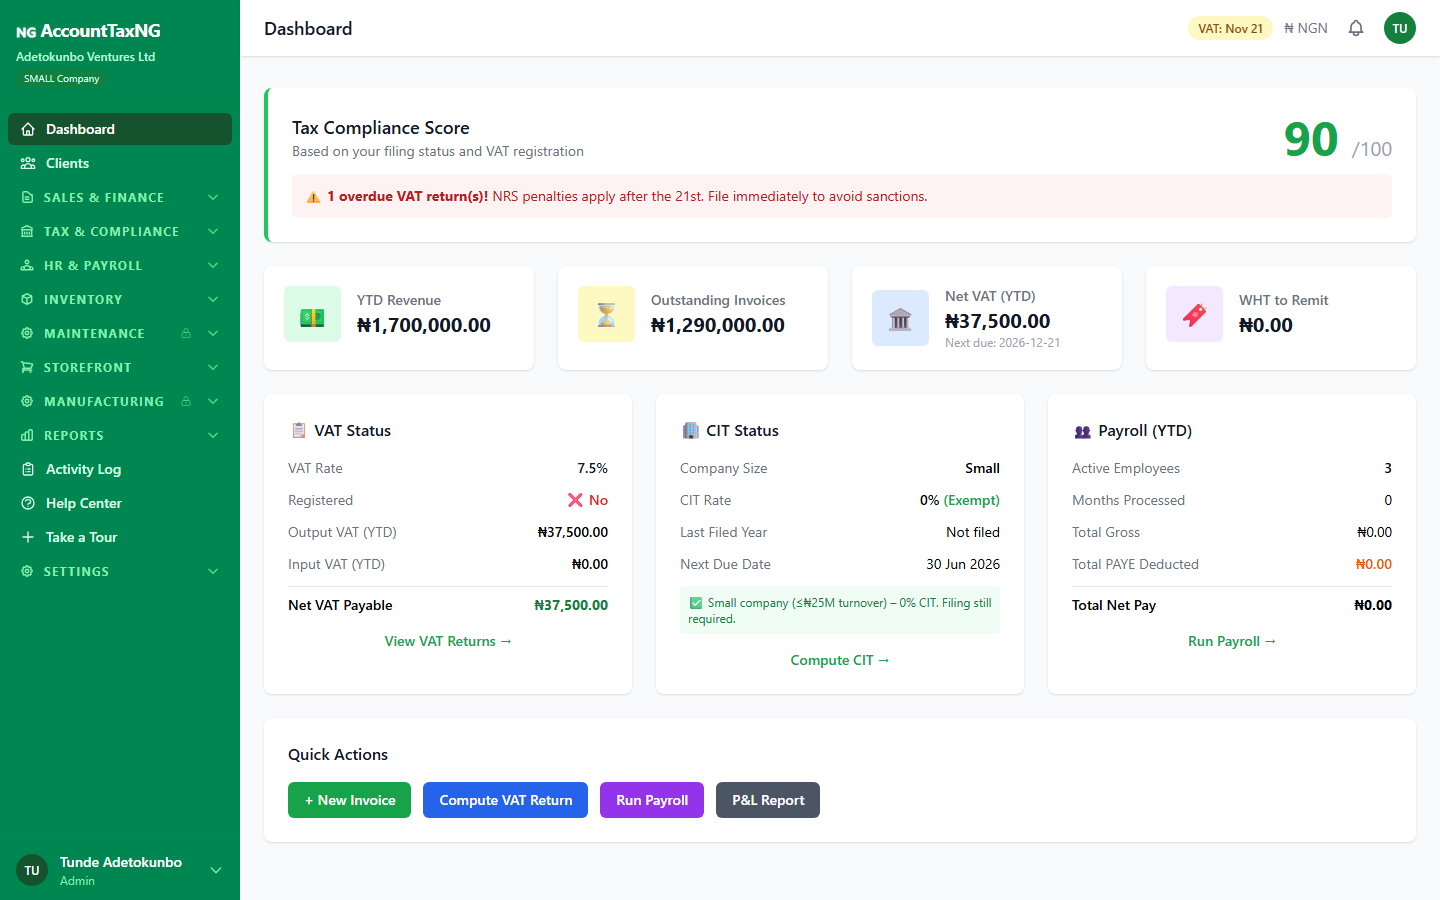 NG AccountTaxNG
Adetokunbo Ventures Ltd
SMALL Company
Dashboard
Clients
SALES & FINANCE
TAX & COMPLIANCE
HR & PAYROLL
INVENTORY
MAINTENANCE
STOREFRONT
MANUFACTURING
REPORTS
Activity Log
Help Center
Take a Tour
SETTINGS
TU
Tunde Adetokunbo
Admin
Dashboard
VAT: Nov 21
₦ NGN
TU
Tax Compliance Score
Based on your filing status and VAT registration
90 /100
⚠️ 1 overdue VAT return(s)! NRS penalties apply after the 21st. File immediately to avoid sanctions.
YTD Revenue
₦1,700,000.00
Outstanding Invoices
₦1,290,000.00
Net VAT (YTD)
₦37,500.00
Next due: 2026-12-21
WHT to Remit
₦0.00
VAT Status
VAT Rate 7.5%
Registered ❌ No
Output VAT (YTD) ₦37,500.00
Input VAT (YTD) ₦0.00
Net VAT Payable ₦37,500.00
View VAT Returns →
CIT Status
Company Size Small
CIT Rate 0% (Exempt)
Last Filed Year Not filed
Next Due Date 30 Jun 2026
✅ Small company (≤₦25M turnover) – 0% CIT. Filing still
required.
Compute CIT →
Payroll (YTD)
Active Employees 3
Months Processed 0
Total Gross ₦0.00
Total PAYE Deducted ₦0.00
Total Net Pay ₦0.00
Run Payroll →
Quick Actions
+ New Invoice
Compute VAT Return
Run Payroll
P&L Report